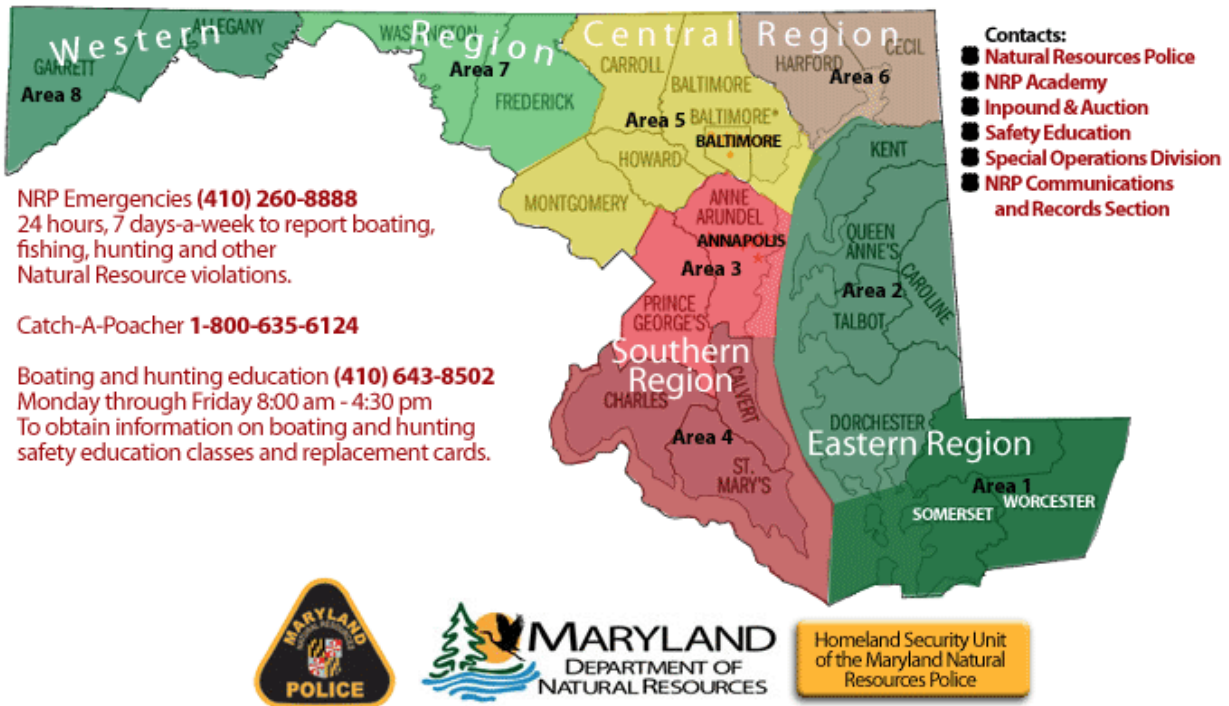 Western Region
Central Region
ALLEGANY
GARRETT
Area 8
WASHINGTON
Area 7
FREDERICK
CARROLL
BALTIMORE
Area 5
BALTIMORE*
BALTIMORE
HOWARD
MONTGOMERY
HARFORD
CECIL
Area 6
Contacts:
Natural Resources Police
NRP Academy
Inpound & Auction
Safety Education
Special Operations Division
NRP Communications
and Records Section
NRP Emergencies (410) 260-8888
24 hours, 7 days-a-week to report boating,
fishing, hunting and other
Natural Resource violations.
Catch-A-Poacher 1-800-635-6124
Boating and hunting education (410) 643-8502
Monday through Friday 8:00 am - 4:30 pm
To obtain information on boating and hunting
safety education classes and replacement cards.
ANNE
ARUNDEL
ANNAPOLIS
Area 3
PRINCE
GEORGE'S
Southern
Region
CHARLES
CALVERT
Area 4
ST.
MARY'S
KENT
QUEEN
ANNE'S
Area 2
CAROLINE
TALBOT
DORCHESTER
Eastern Region
Area 1
WORCESTER
SOMERSET
MARYLAND
NATURAL RESOURCES
POLICE
MARYLAND
DEPARTMENT OF
NATURAL RESOURCES
Homeland Security Unit
of the Maryland Natural
Resources Police